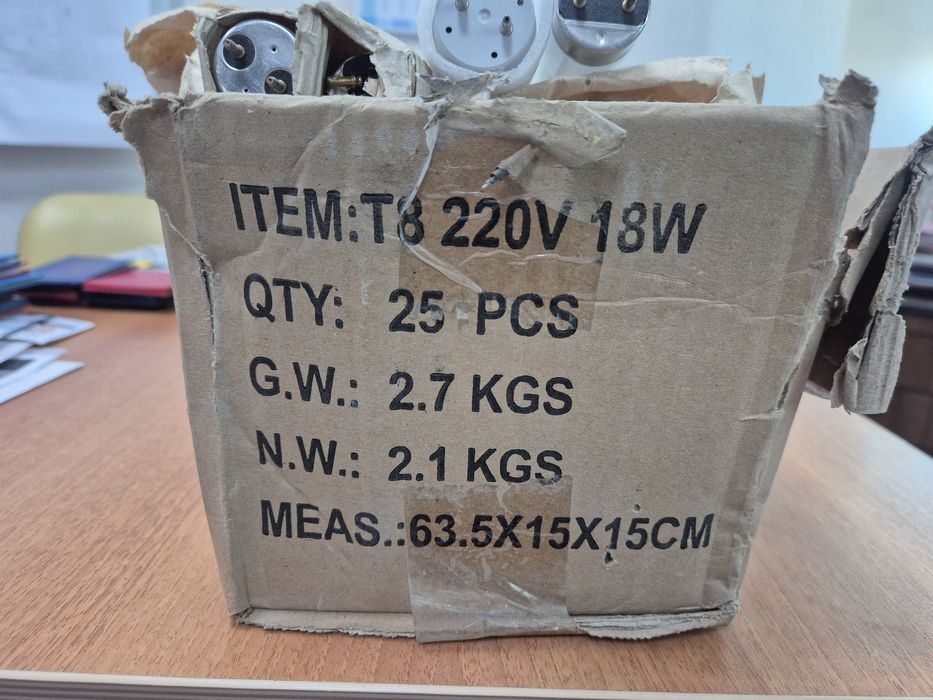 ITEM:T8 220V 18W
QTY: 25 PCS
G.W.: 2.7 KGS
N.W.: 2.1 KGS
MEAS.:63.5X15X15CM